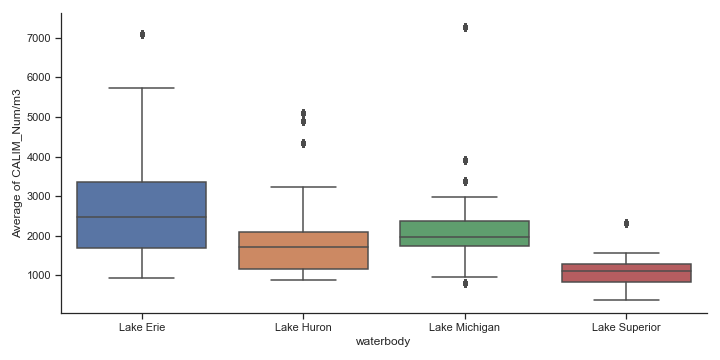 7000
6000
5000
4000
3000
2000
1000
Average of CALIM_Num/m3
Lake Erie
Lake Huron
Lake Michigan
Lake Superior
waterbody